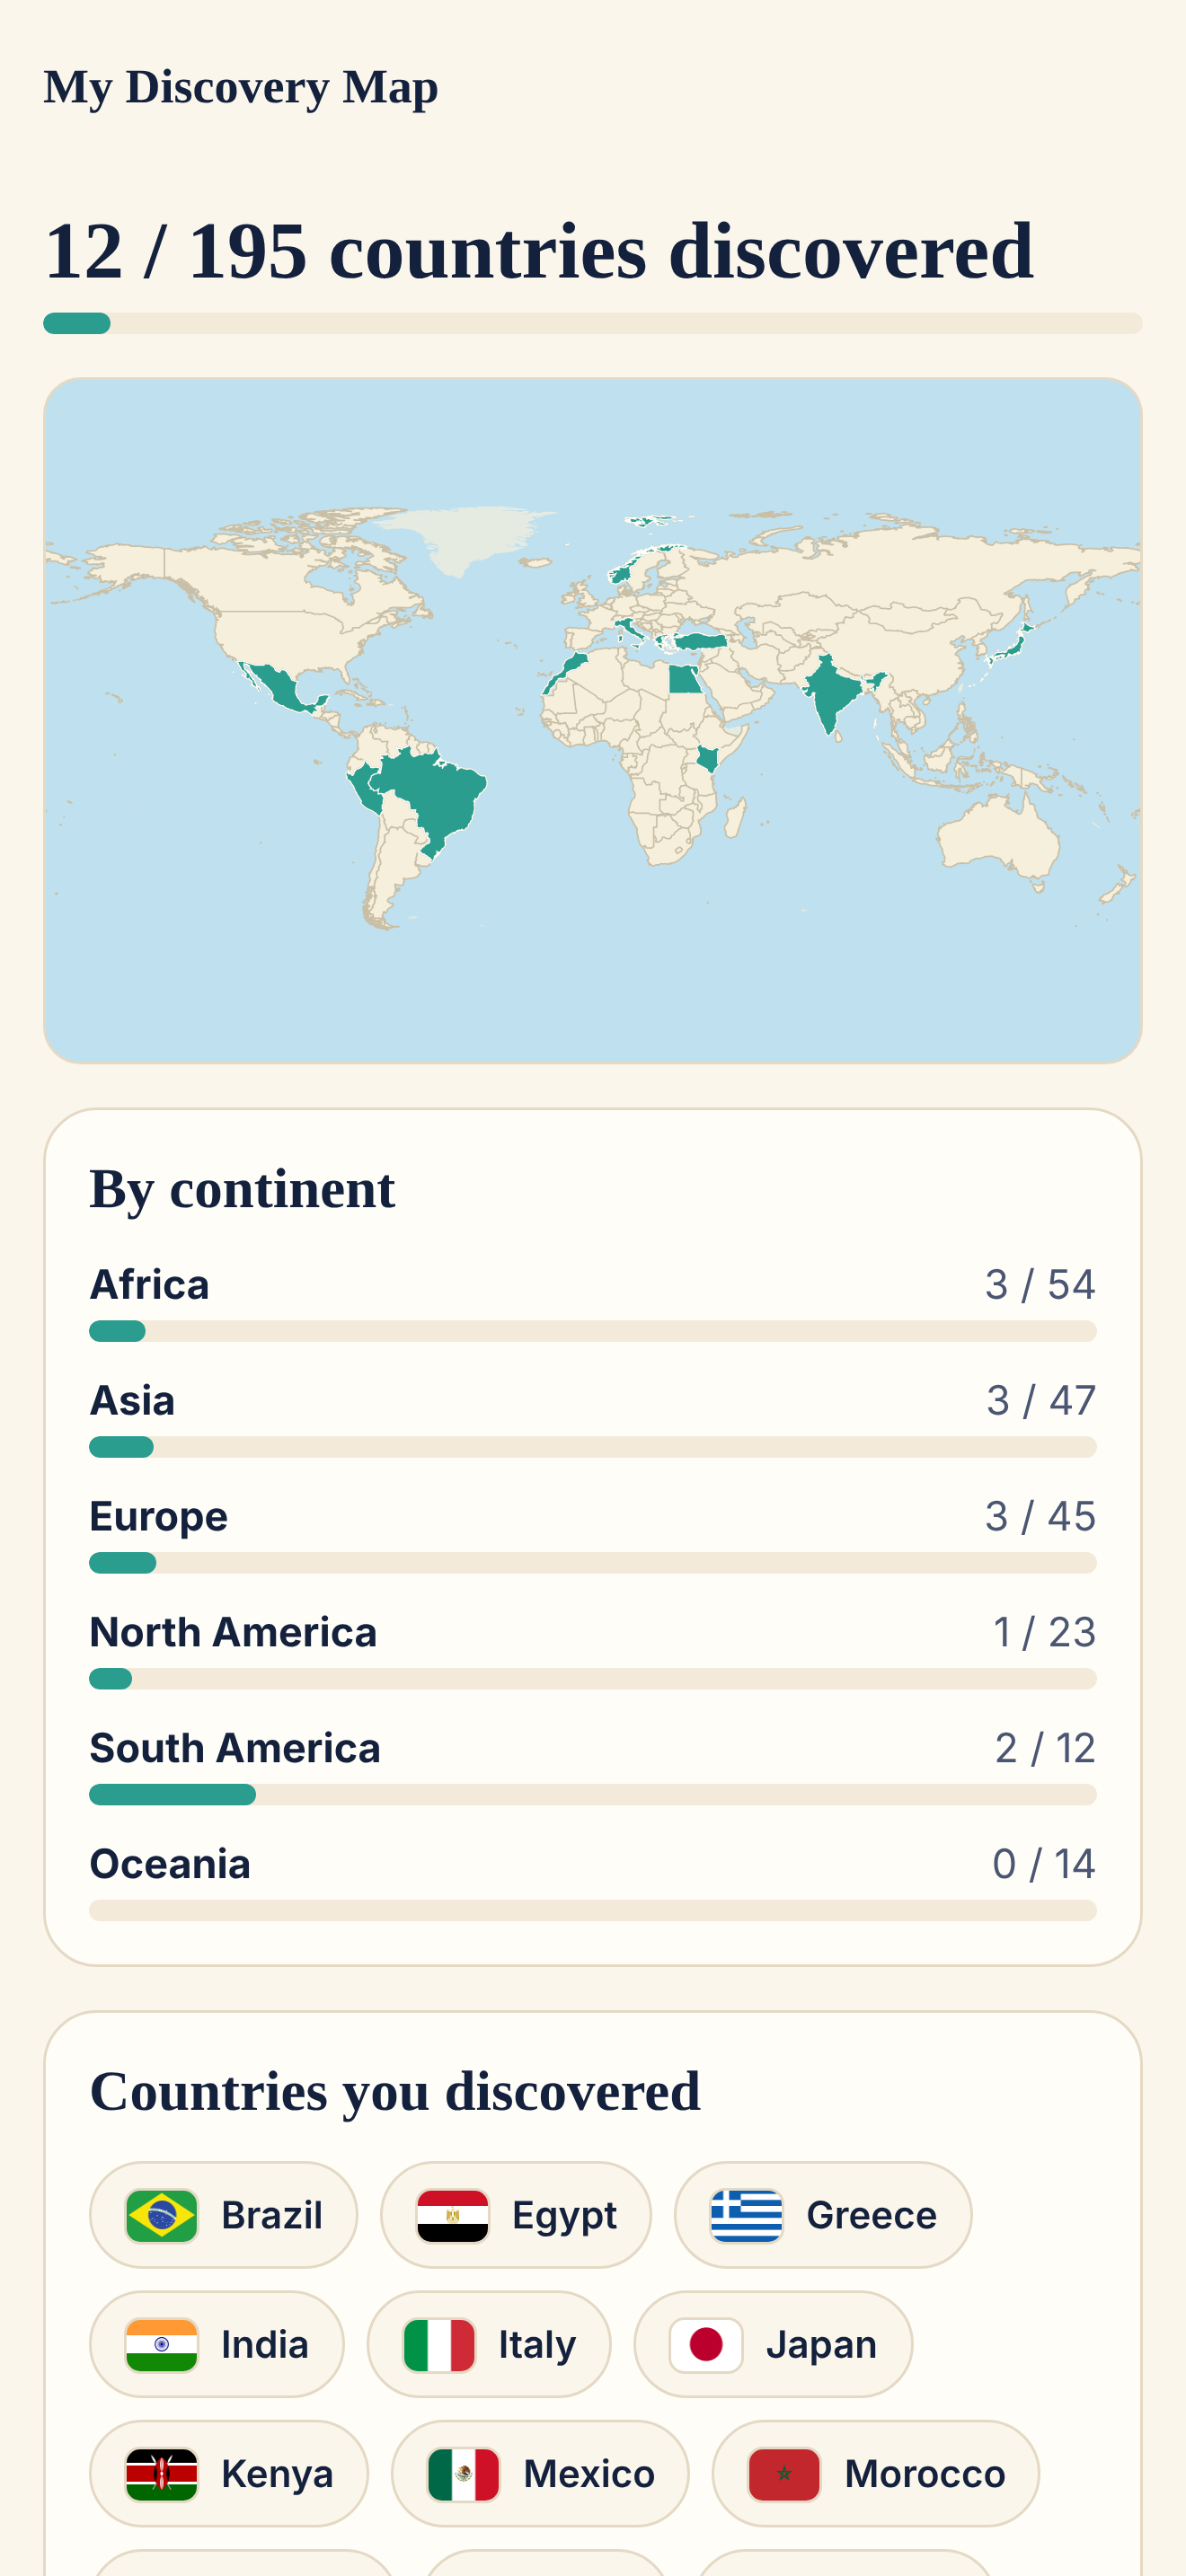 My Discovery Map
12 / 195 countries discovered
By continent
Africa 3 / 54
Asia 3 / 47
Europe 3 / 45
North America 1 / 23
South America 2 / 12
Oceania 0 / 14
Countries you discovered
Brazil Egypt Greece
India Italy Japan
Kenya Mexico Morocco